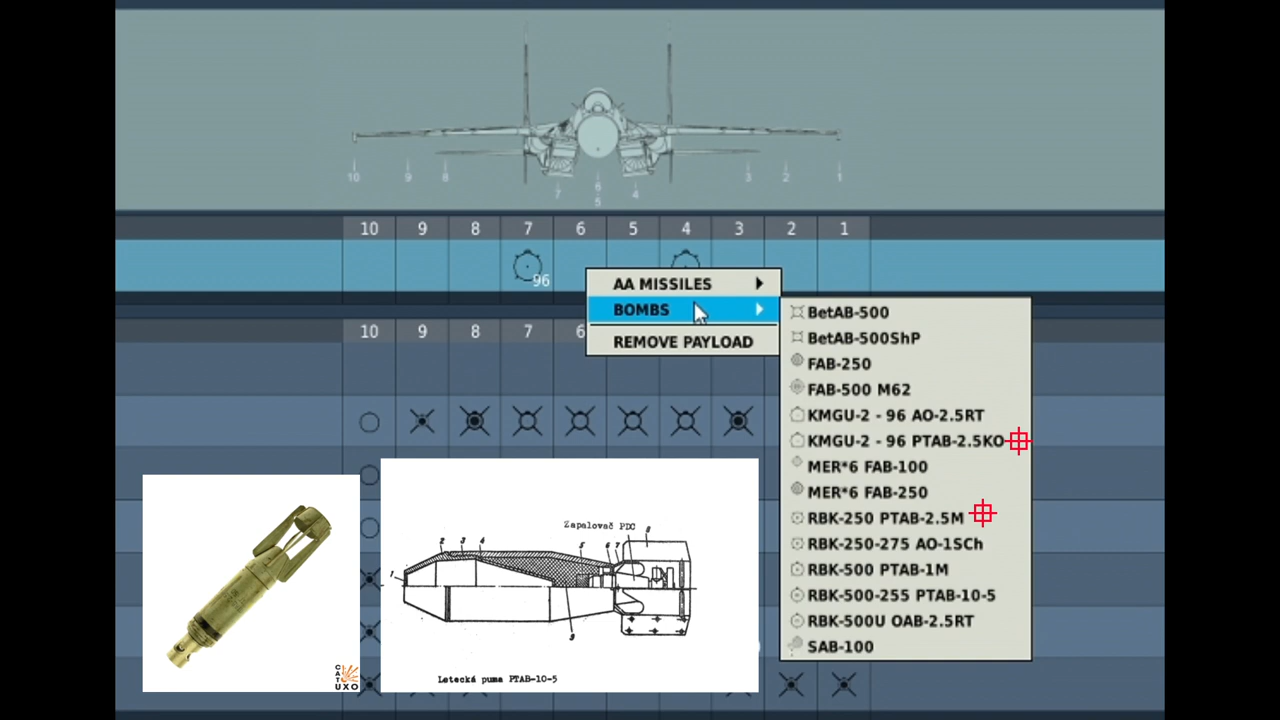 10 9 8 7 6 5 4 3 2 1
10 9 8 7 6 5 4 3 2 1
96
AA MISSILES
BOMBS
REMOVE PAYLOAD
10 9 8 7 6
BetAB-500
BetAB-500ShP
FAB-250
FAB-500 M62
KMGU-2 - 96 AO-2.5RT
KMGU-2 - 96 PTAB-2.5KO
MER*6 FAB-100
MER*6 FAB-250
RBK-250 PTAB-2.5M
RBK-250-275 AO-1SCh
RBK-500 PTAB-1M
RBK-500-255 PTAB-10-5
RBK-500U OAB-2.5RT
SAB-100
CAT
UXO
Zapalovač PDC 8
1 2 3 4 5 6 7
9
Letecká puma PTAB-10-5